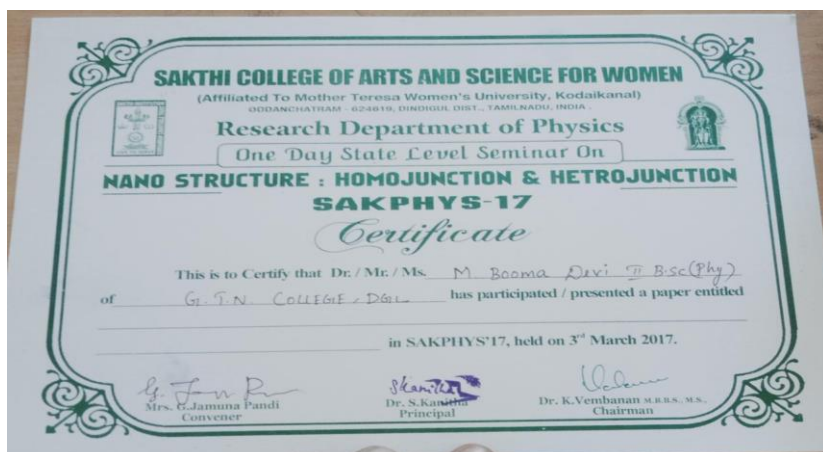 SAKTHI COLLEGE OF ARTS AND SCIENCE FOR WOMEN
(Affiliated To Mother Teresa Women's University, Kodaikanal)
ODDANCHATRAM - 624619, DINDIGUL DIST., TAMILNADU, INDIA.
Research Department of Physics
One Day State Level Seminar On
NANO STRUCTURE : HOMOJUNCTION & HETROJUNCTION
SAKPHYS-17
Certificate
This is to Certify that Dr. / Mr. / Ms. M. Booma Devi II B.sc(Phy)
of G.T.N. COLLEGE, DGL has participated / presented a paper entitled
in SAKPHYS'17, held on 3rd March 2017.
Mrs. G.Jamuna Pandi
Convener
Dr. S.Kanitha
Principal
Dr. K.Vembanan M.B.B.S., M.S.,
Chairman